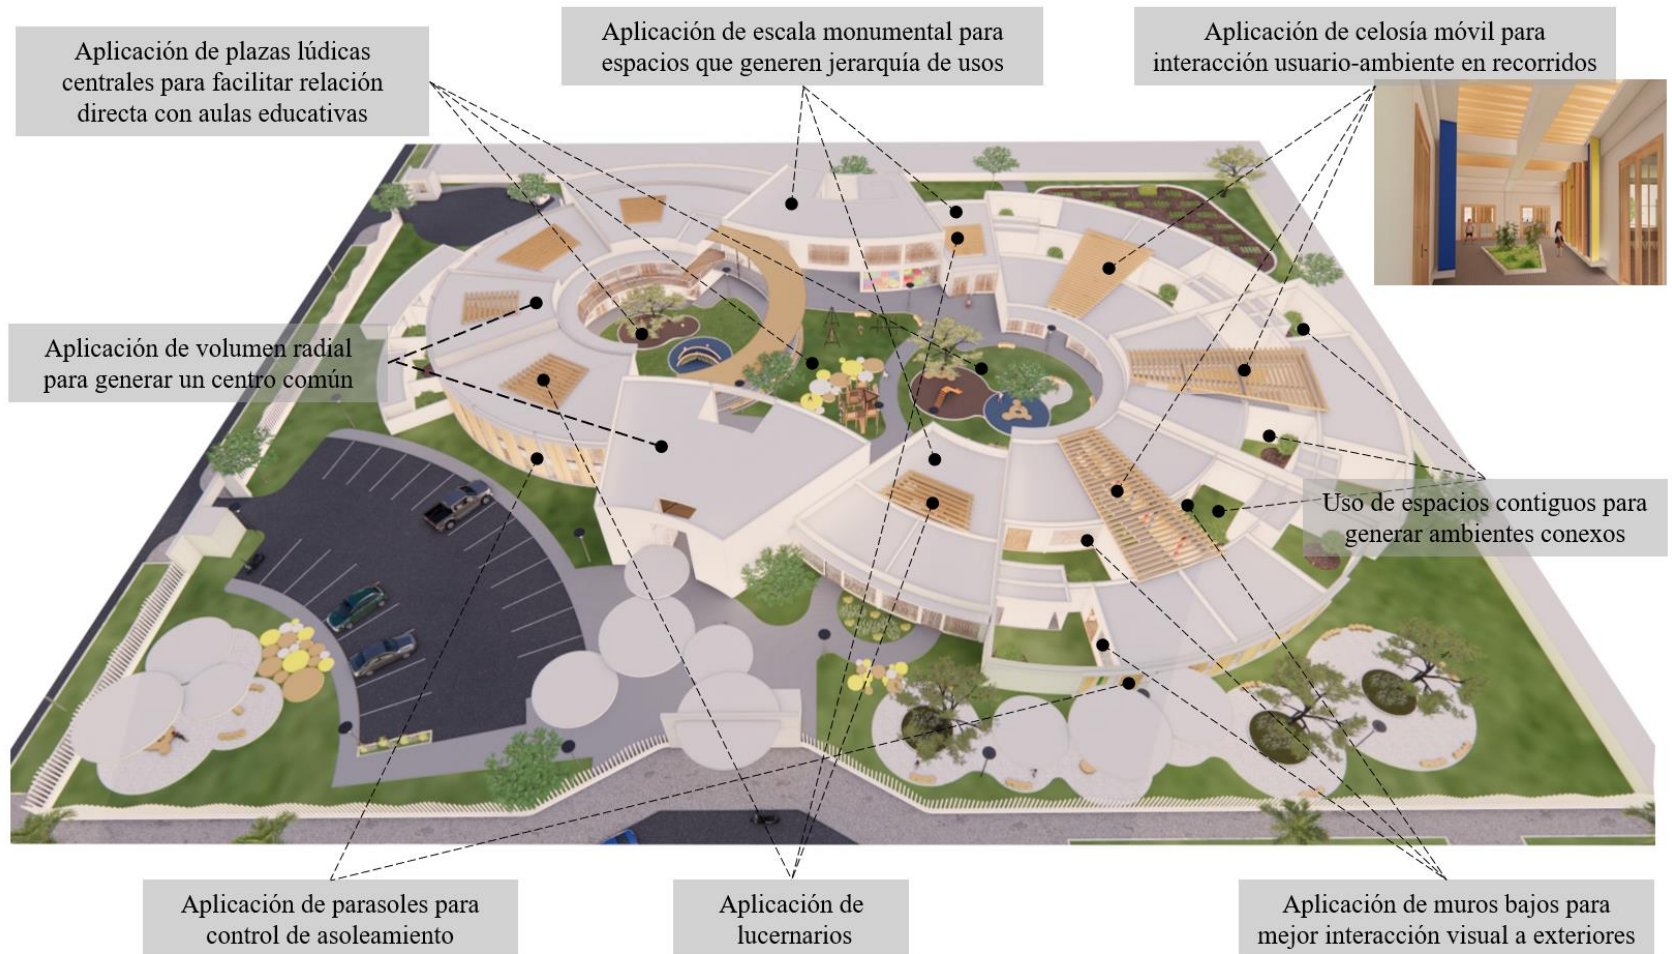 Aplicación de plazas lúdicas
centrales para facilitar relación
directa con aulas educativas
Aplicación de escala monumental para
espacios que generen jerarquía de usos
Aplicación de celosía móvil para
interacción usuario-ambiente en recorridos
Aplicación de volumen radial
para generar un centro común
Uso de espacios contiguos para
generar ambientes conexos
Aplicación de parasoles para
control de asoleamiento
Aplicación de
lucernarios
Aplicación de muros bajos para
mejor interacción visual a exteriores